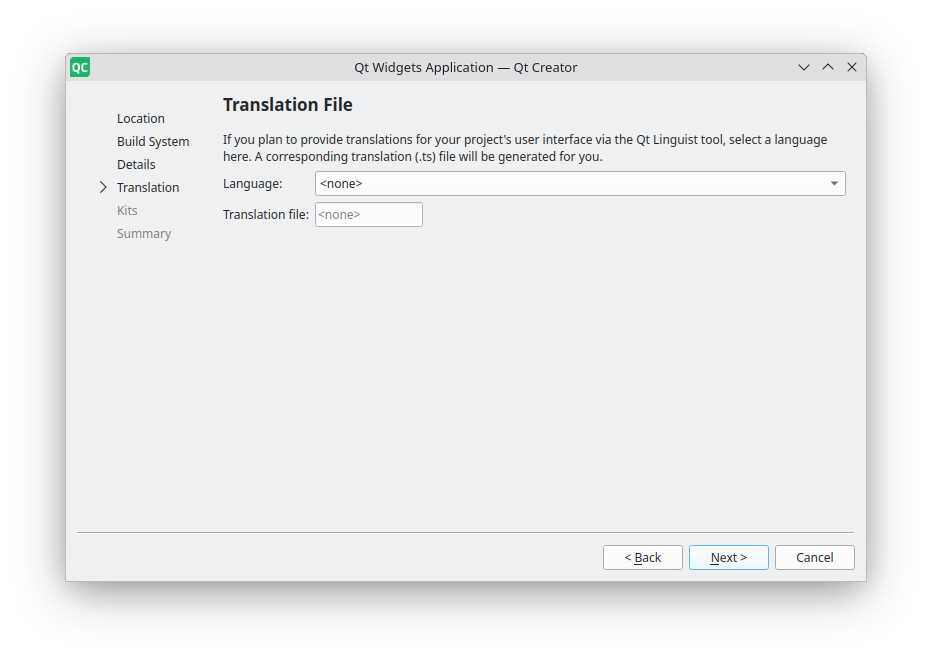 QC
Qt Widgets Application — Qt Creator
Location
Build System
Details
Translation
Kits
Summary
Translation File
If you plan to provide translations for your project's user interface via the Qt Linguist tool, select a language
here. A corresponding translation (.ts) file will be generated for you.
Language: <none>
Translation file: <none>
< Back Next > Cancel